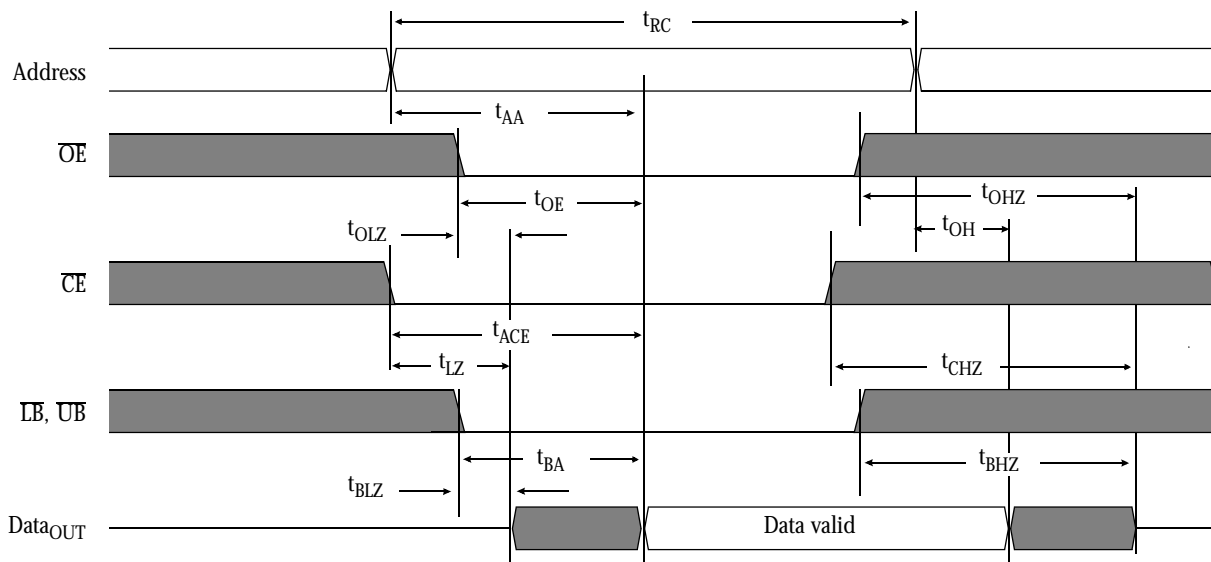 tRC
Address
tAA
OE
tOE
tOHZ
tOLZ
tOH
CE
tACE
tLZ
tCHZ
LB, UB
tBA
tBHZ
tBLZ
DataOUT
Data valid